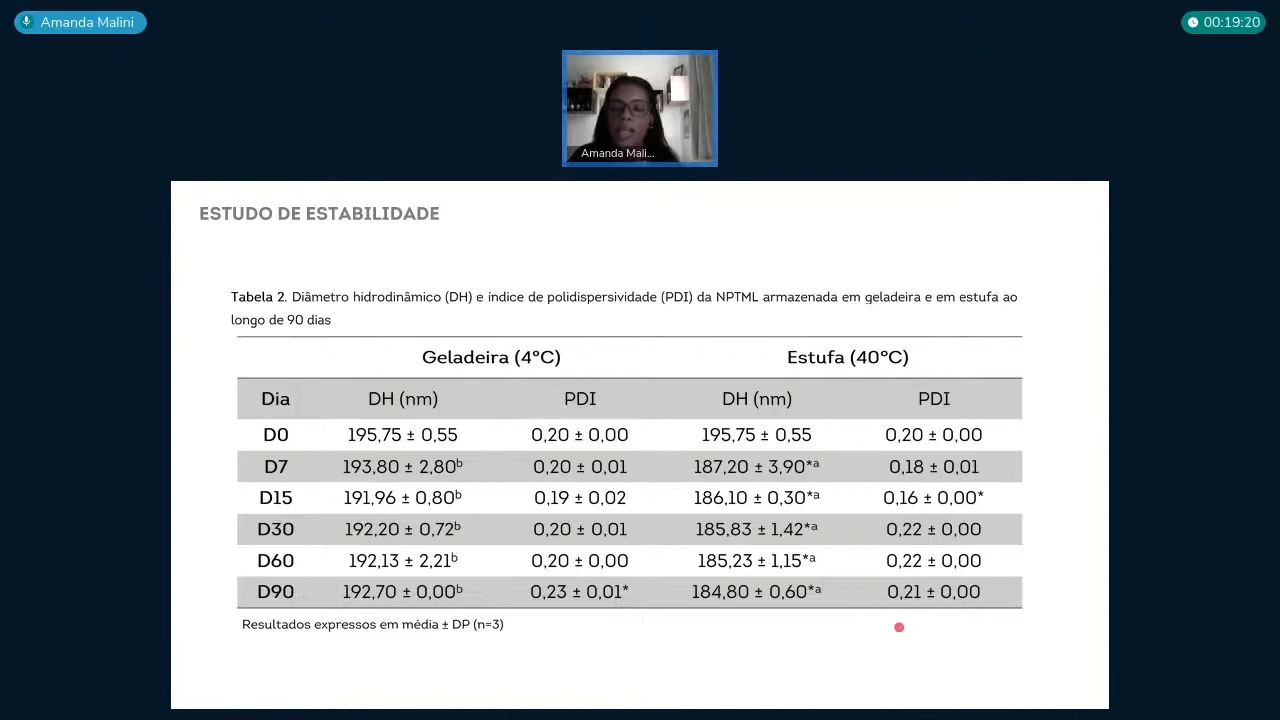 Amanda Malini
00:19:20
Amanda Mali...
ESTUDO DE ESTABILIDADE
Tabela 2. Diâmetro hidrodinâmico (DH) e índice de polidispersividade (PDI) da NPTML armazenada em geladeira e em estufa ao
longo de 90 dias
Geladeira (4°C) Estufa (40°C)
Dia DH (nm) PDI DH (nm) PDI
D0 195,75 ± 0,55 0,20 ± 0,00 195,75 ± 0,55 0,20 ± 0,00
D7 193,80 ± 2,80ᵇ 0,20 ± 0,01 187,20 ± 3,90*ᵃ 0,18 ± 0,01
D15 191,96 ± 0,80ᵇ 0,19 ± 0,02 186,10 ± 0,30*ᵃ 0,16 ± 0,00*
D30 192,20 ± 0,72ᵇ 0,20 ± 0,01 185,83 ± 1,42*ᵃ 0,22 ± 0,00
D60 192,13 ± 2,21ᵇ 0,20 ± 0,00 185,23 ± 1,15*ᵃ 0,22 ± 0,00
D90 192,70 ± 0,00ᵇ 0,23 ± 0,01* 184,80 ± 0,60*ᵃ 0,21 ± 0,00
Resultados expressos em média ± DP (n=3)